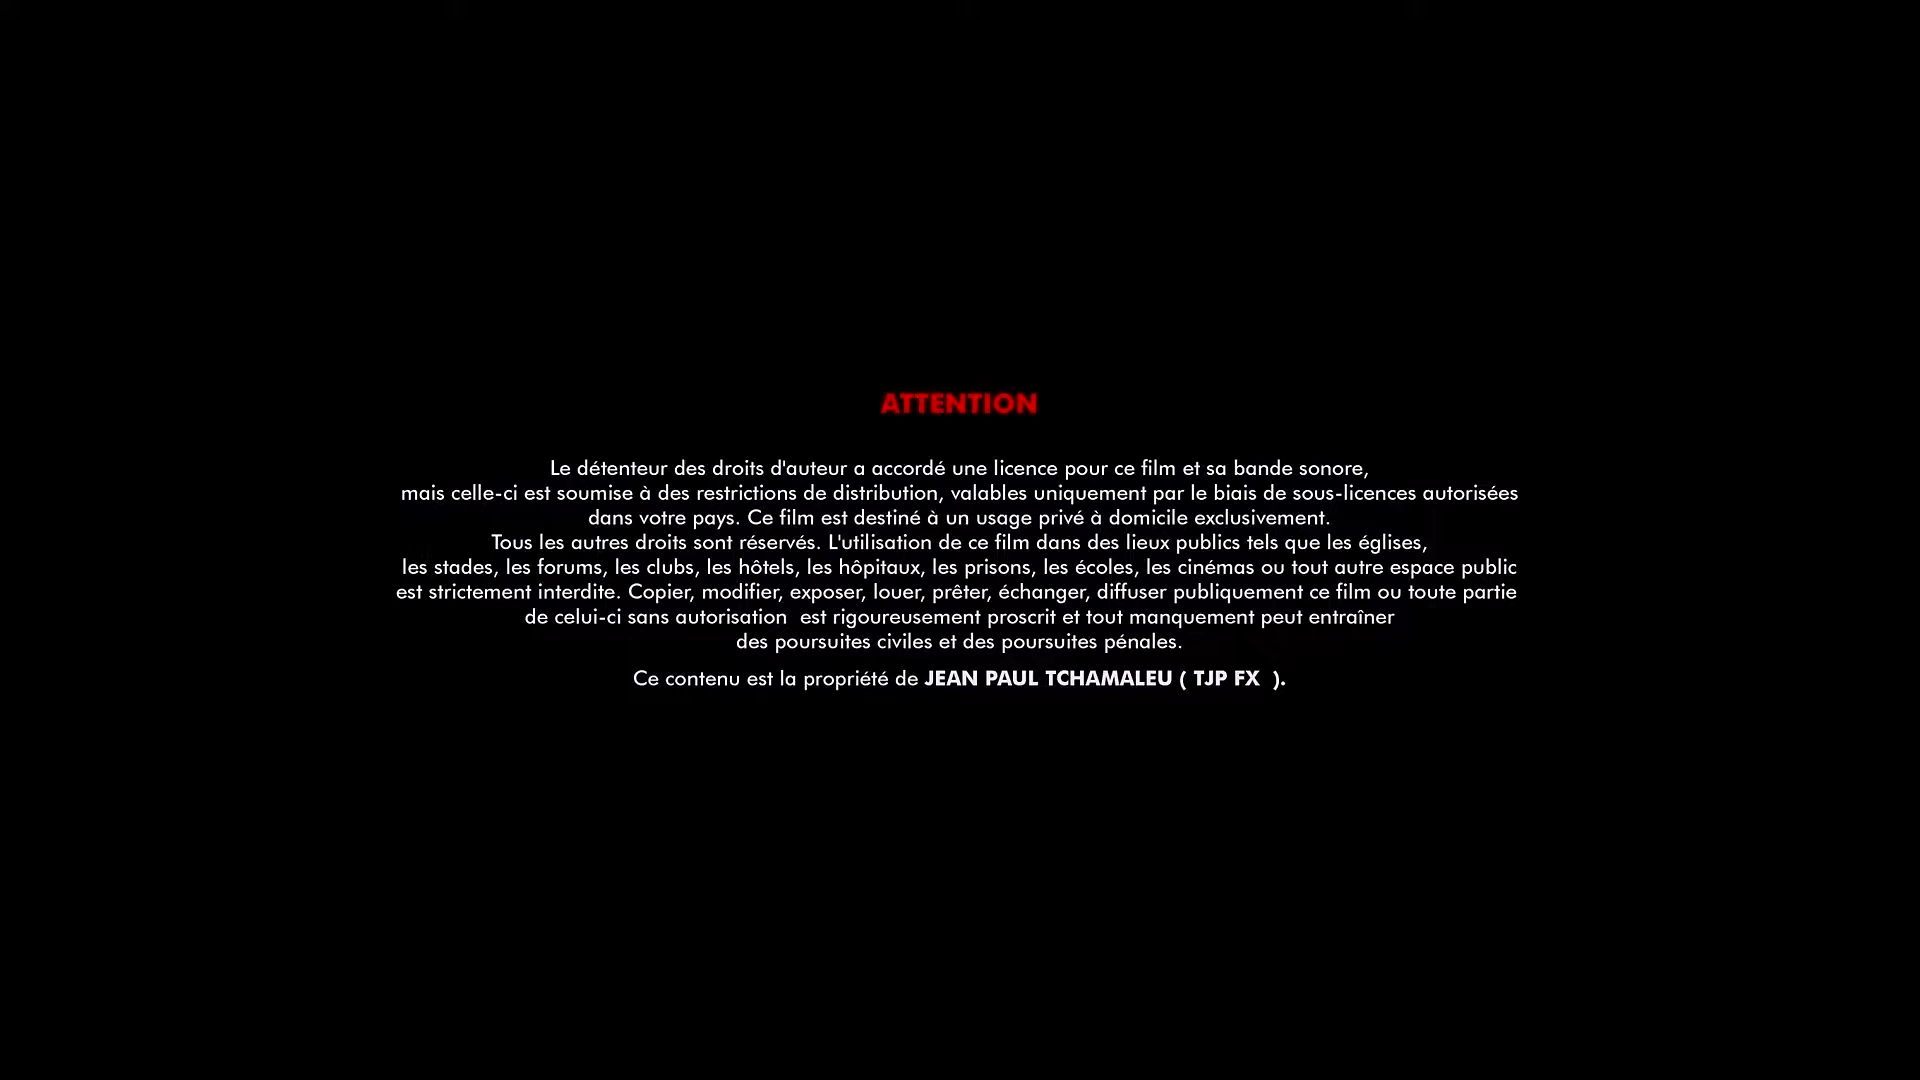 ATTENTION
Le détenteur des droits d'auteur a accordé une licence pour ce film et sa bande sonore,
mais celle-ci est soumise à des restrictions de distribution, valables uniquement par le biais de sous-licences autorisées
dans votre pays. Ce film est destiné à un usage privé à domicile exclusivement.
Tous les autres droits sont réservés. L'utilisation de ce film dans des lieux publics tels que les églises,
les stades, les forums, les clubs, les hôtels, les hôpitaux, les prisons, les écoles, les cinémas ou tout autre espace public
est strictement interdite. Copier, modifier, exposer, louer, prêter, échanger, diffuser publiquement ce film ou toute partie
de celui-ci sans autorisation  est rigoureusement proscrit et tout manquement peut entraîner
des poursuites civiles et des poursuites pénales.
Ce contenu est la propriété de JEAN PAUL TCHAMALEU ( TJP FX  ).